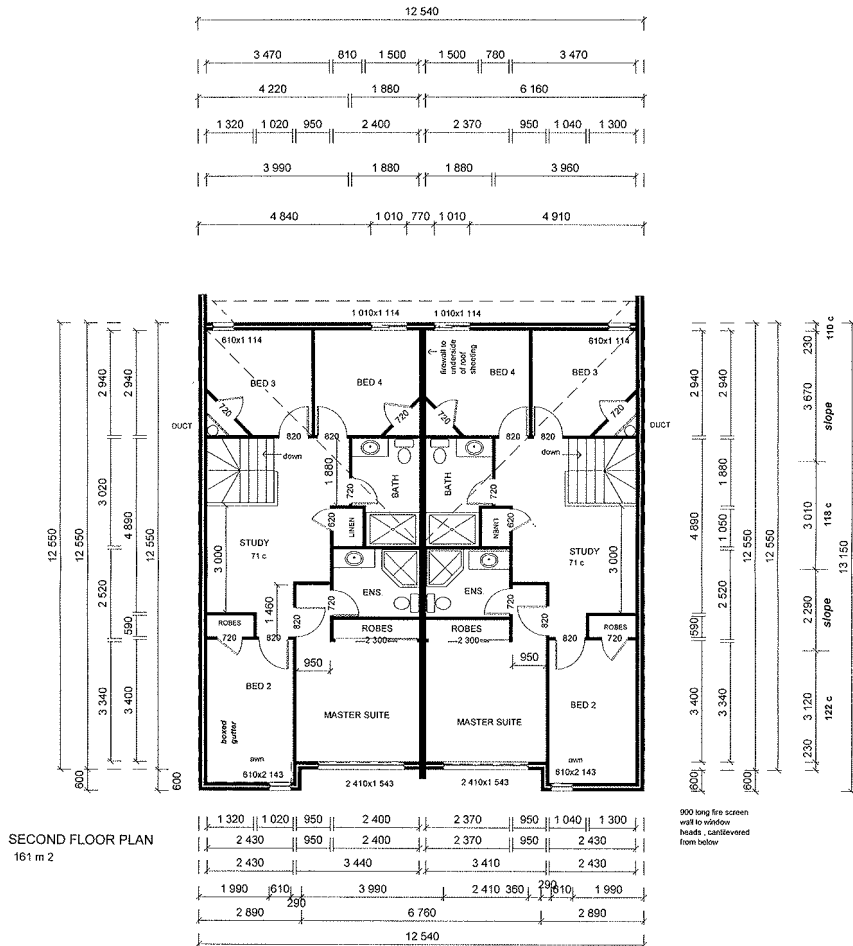 12 540
3 470 810 1 500 1 500 780 3 470
4 220 1 880 6 160
1 320 1 020 950 2 400 2 370 950 1 040 1 300
3 990 1 880 1 880 3 960
4 840 1 010 770 1 010 4 910
1 010x1 114 1 010x1 114
610x1 114 610x1 114
firewall to
underside
of roof
sheeting
BED 3 BED 4 BED 4 BED 3
720 720 720 720
DUCT DUCT
820 820 820 820
down down
1 880
BATH BATH
720 720
620 620
LINEN LINEN
STUDY STUDY
71 c 71 c
3 000 3 000
ENS. ENS.
1 460
720 720
820 820
ROBES ROBES ROBES ROBES
720 820 2 300 2 300 820 720
950 950
BED 2 BED 2
MASTER SUITE MASTER SUITE
boxed
gutter
awn awn
610x2 143 610x2 143
2 410x1 543 2 410x1 543
12 550
12 550
600
2 940
3 020
2 520
3 340
2 940
4 890
590
3 400
12 550
600
2 940
4 890
590
3 400
600
2 940
1 880
1 050
2 520
3 340
12 550
600
12 550
230
3 670
3 010
2 290
3 120
230
110 c
slope
118 c
slope
122 c
13 150
1 320 1 020 950 2 400 2 370 950 1 040 1 300
2 430 950 2 400 2 370 950 2 430
2 430 3 440 3 410 2 430
1 990 610 290 3 990 2 410 360 290 610 1 990
2 890 6 760 2 890
12 540
SECOND FLOOR PLAN
161 m 2
900 long fire screen
wall to window
heads , cantilevered
from below